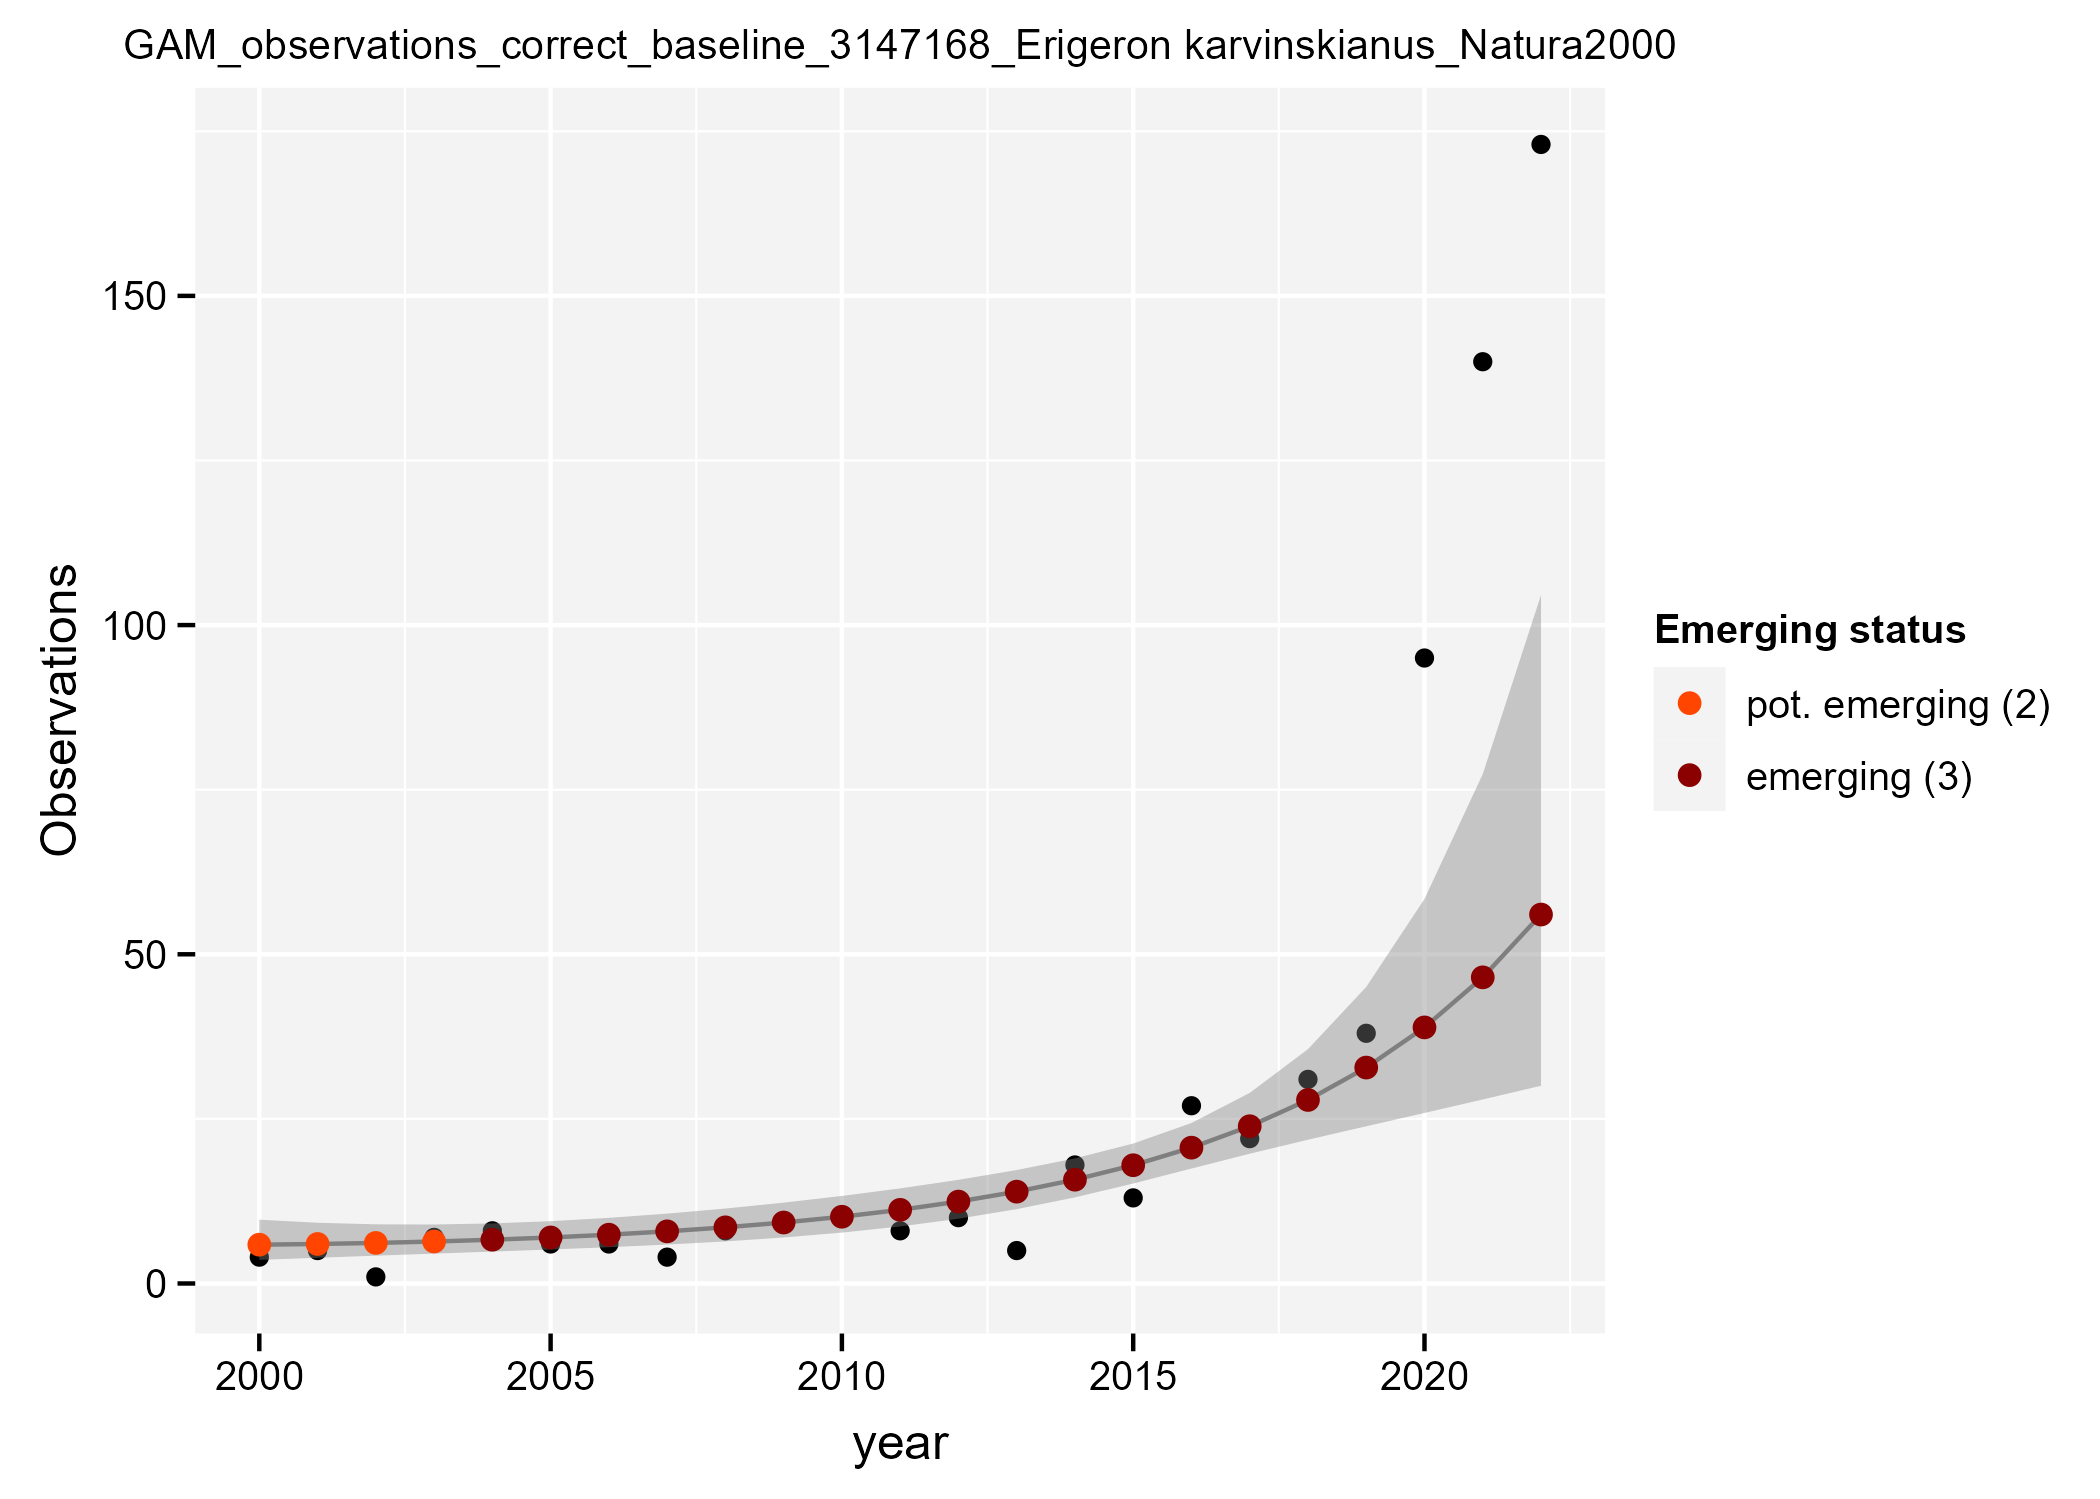 GAM_observations_correct_baseline_3147168_Erigeron karvinskianus_Natura2000
150
100
50
0
Observations
2000 2005 2010 2015 2020
year
Emerging status
pot. emerging (2)
emerging (3)